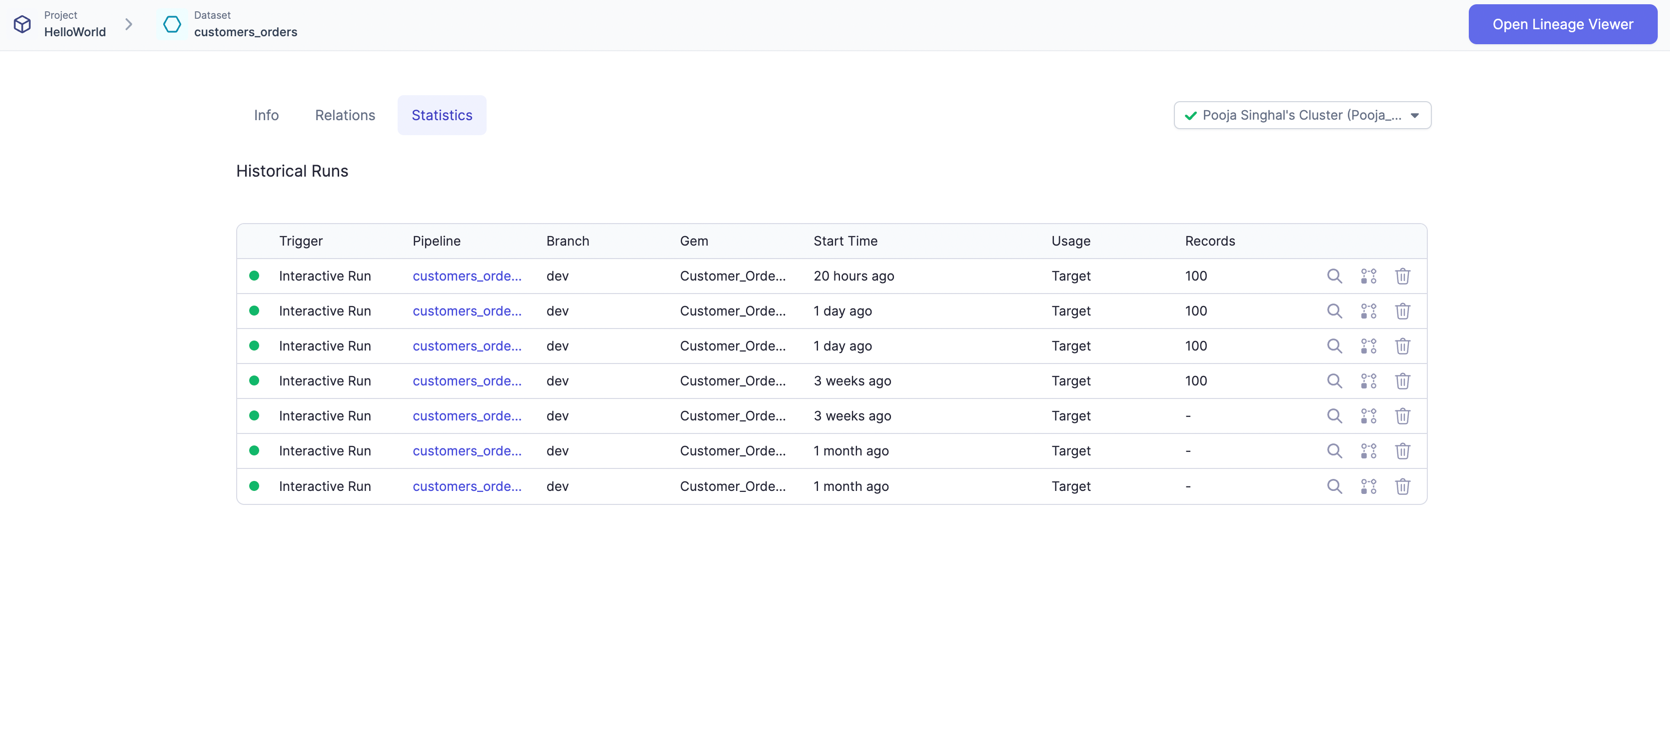 Project
HelloWorld
Dataset
customers_orders
Open Lineage Viewer
Info Relations Statistics
Pooja Singhal's Cluster (Pooja_...
Historical Runs
Trigger Pipeline Branch Gem Start Time Usage Records
Interactive Run customers_orde... dev Customer_Orde... 20 hours ago Target 100
Interactive Run customers_orde... dev Customer_Orde... 1 day ago Target 100
Interactive Run customers_orde... dev Customer_Orde... 1 day ago Target 100
Interactive Run customers_orde... dev Customer_Orde... 3 weeks ago Target 100
Interactive Run customers_orde... dev Customer_Orde... 3 weeks ago Target -
Interactive Run customers_orde... dev Customer_Orde... 1 month ago Target -
Interactive Run customers_orde... dev Customer_Orde... 1 month ago Target -